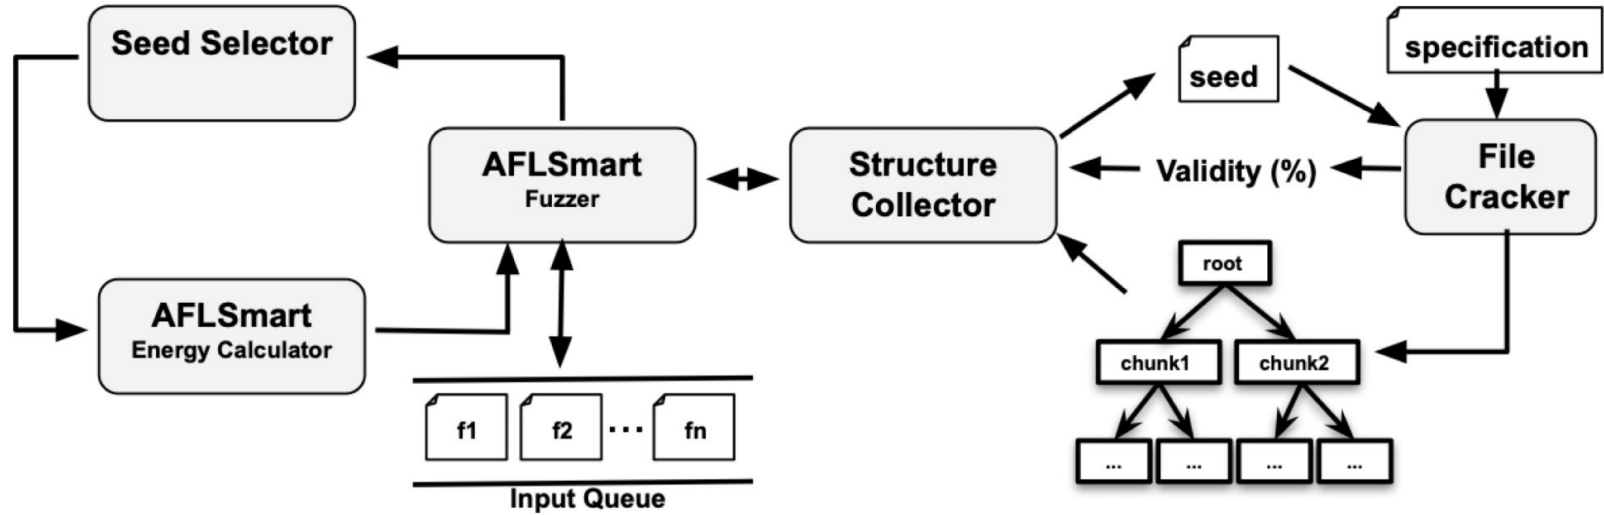 Seed Selector
AFLSmart
Fuzzer
AFLSmart
Energy Calculator
f1
f2
...
fn
Input Queue
Structure
Collector
seed
specification
Validity (%)
File
Cracker
root
chunk1
chunk2
...
...
...
...